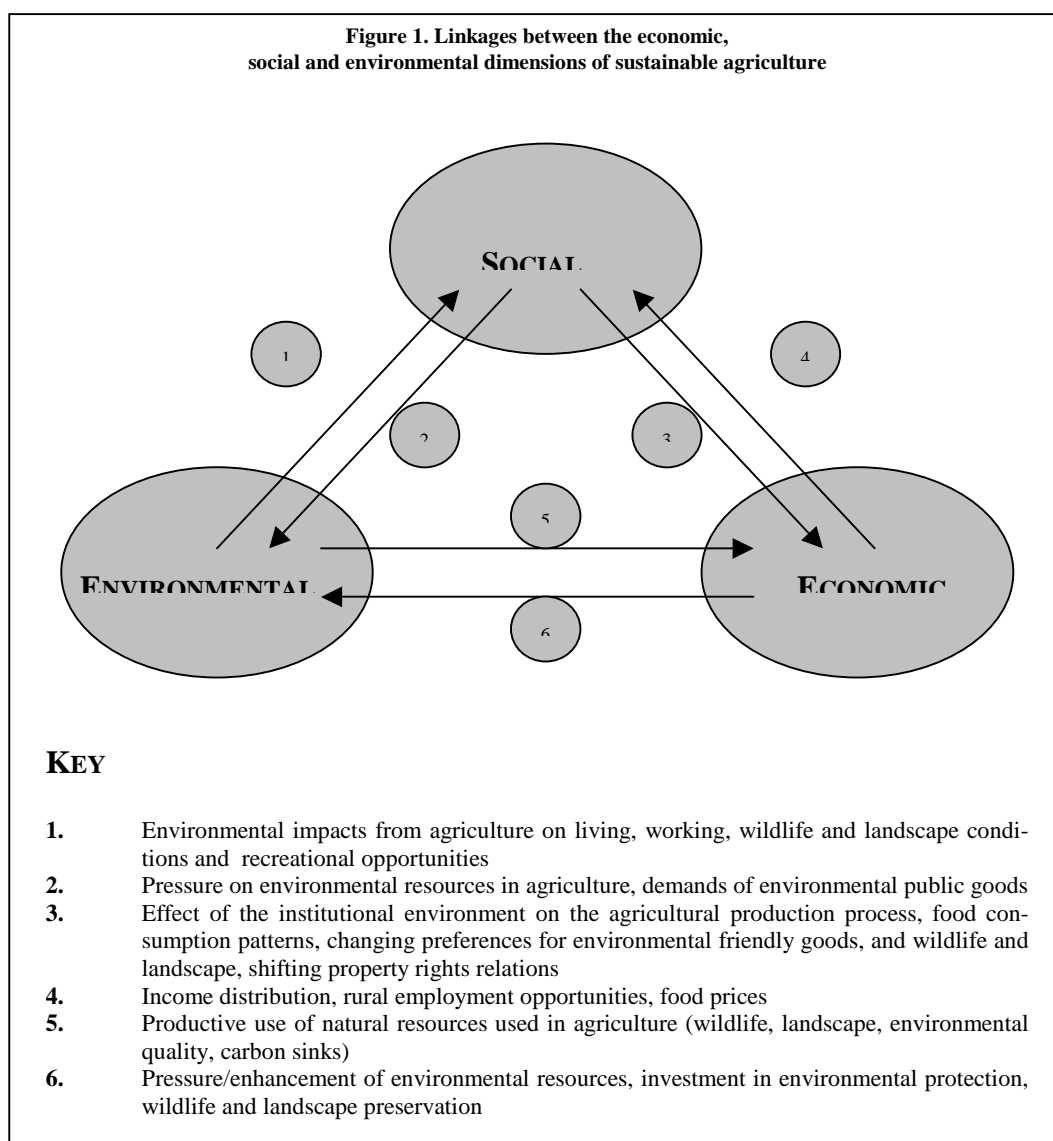 Figure 1. Linkages between the economic,
social and environmental dimensions of sustainable agriculture
SOCIAL
1
4
2
3
5
ENVIRONMENTAL
ECONOMIC
6
KEY
1. Environmental impacts from agriculture on living, working, wildlife and landscape condi-
tions and recreational opportunities
2. Pressure on environmental resources in agriculture, demands of environmental public goods
3. Effect of the institutional environment on the agricultural production process, food con-
sumption patterns, changing preferences for environmental friendly goods, and wildlife and
landscape, shifting property rights relations
4. Income distribution, rural employment opportunities, food prices
5. Productive use of natural resources used in agriculture (wildlife, landscape, environmental
quality, carbon sinks)
6. Pressure/enhancement of environmental resources, investment in environmental protection,
wildlife and landscape preservation